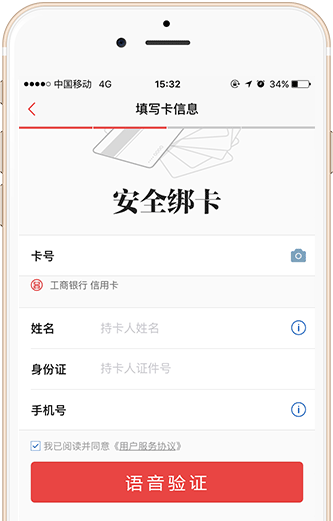 中国移动 4G 15:32 34%
填写卡信息
安全绑卡
卡号
工商银行 信用卡
姓名 持卡人姓名
身份证 持卡人证件号
手机号
我已阅读并同意《用户服务协议》
语音验证